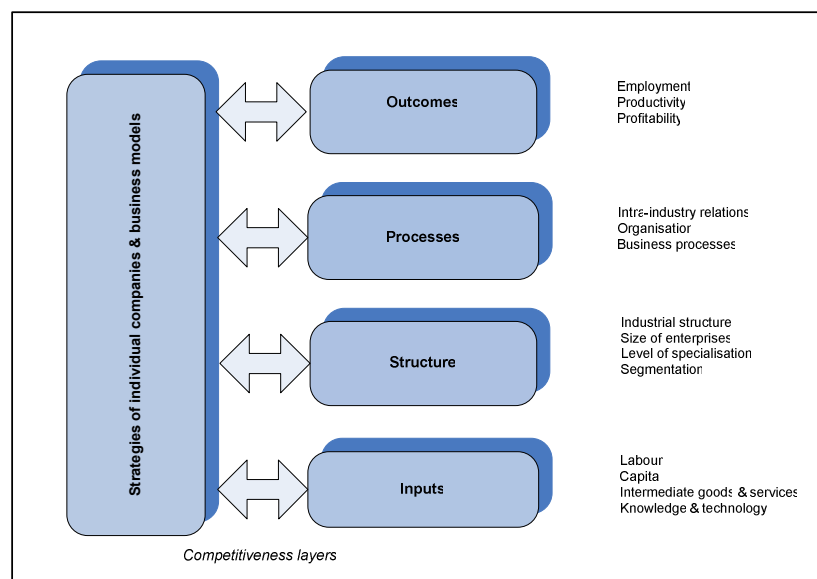 Strategies of individual companies & business models
Outcomes
Employment
Productivity
Profitability
Processes
Intra-industry relations
Organisation
Business processes
Structure
Industrial structure
Size of enterprises
Level of specialisation
Segmentation
Inputs
Labour
Capita
Intermediate goods & services
Knowledge & technology
Competitiveness layers